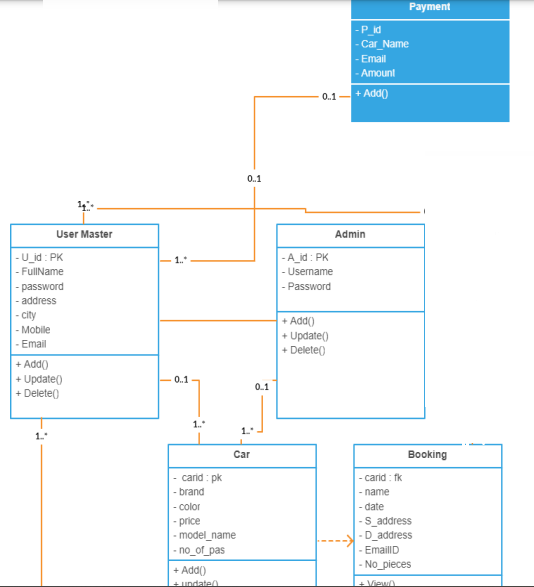 Payment
- P_id
- Car_Name
- Email
- Amount
+ Add()
0..1
0..1
1..*
1..*
User Master
- U_id : PK
- FullName
- password
- address
- city
- Mobile
- Email
+ Add()
+ Update()
+ Delete()
1..*
Admin
- A_id : PK
- Username
- Password
+ Add()
+ Update()
+ Delete()
0..1
0..1
1..*
1..*
1..*
Car
- carid : pk
- brand
- color
- price
- model_name
- no_of_pas
+ Add()
+ update()
Booking
- carid : fk
- name
- date
- S_address
- D_address
- EmailID
- No_pieces
+ View()